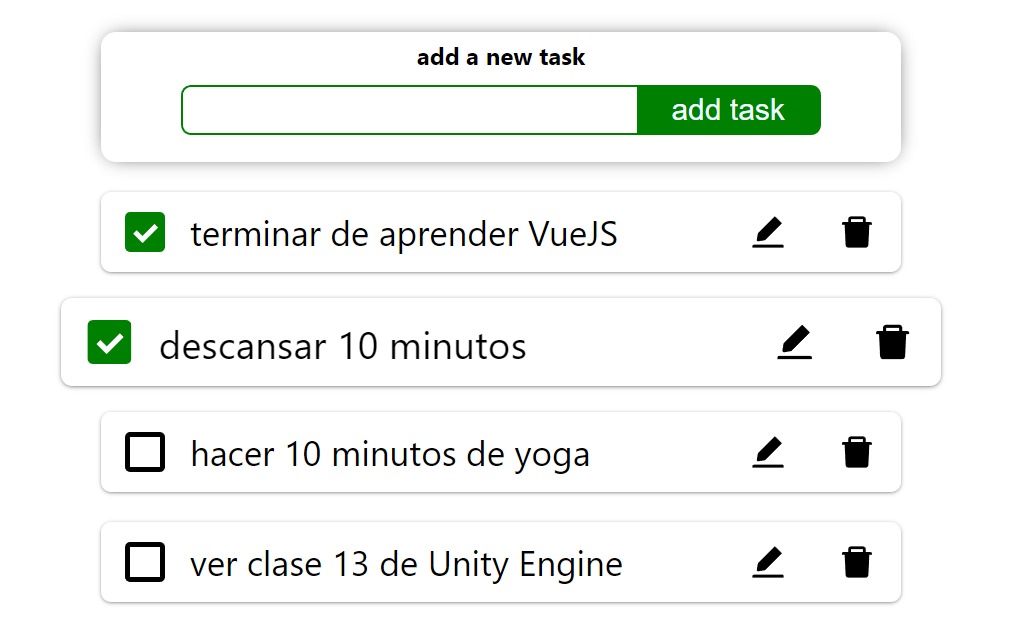 add a new task
add task
terminar de aprender VueJS
descansar 10 minutos
hacer 10 minutos de yoga
ver clase 13 de Unity Engine